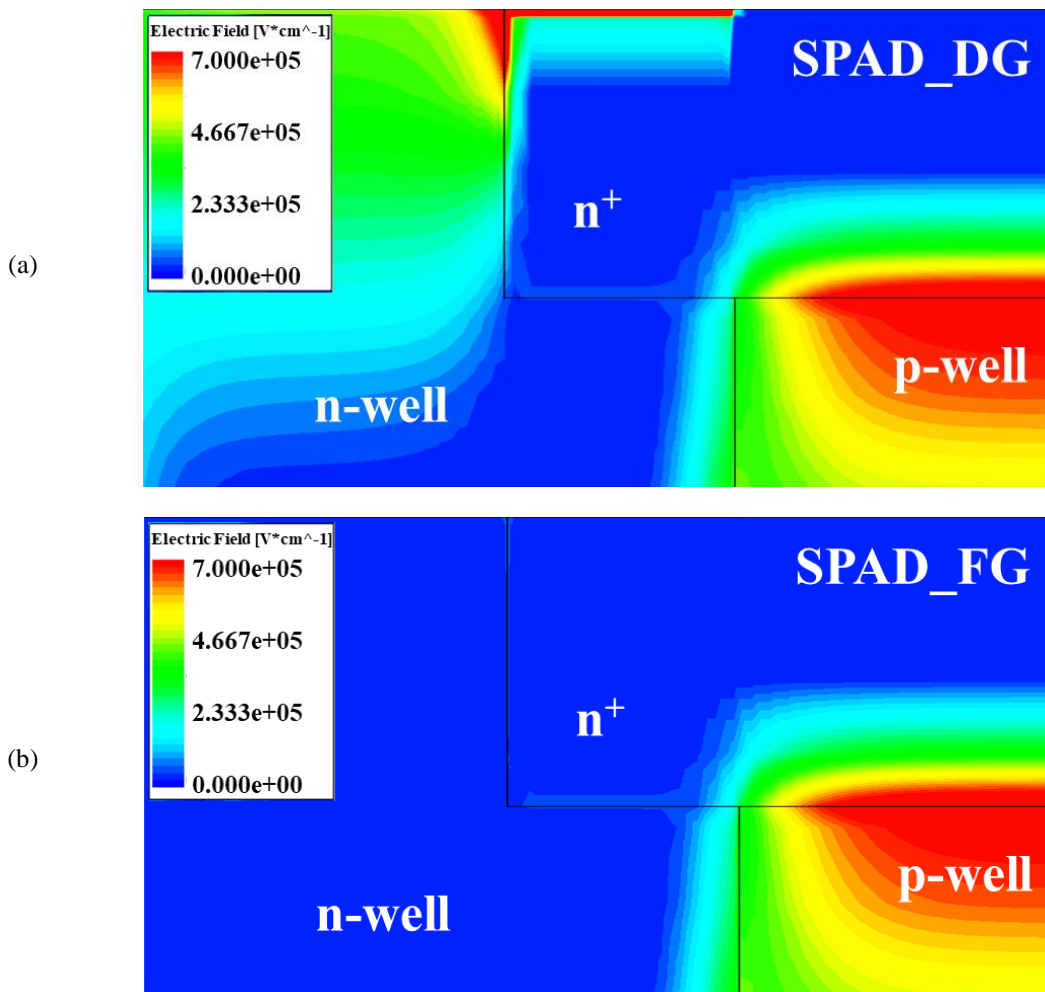 (a)
Electric Field [V*cm^-1]
7.000e+05
4.667e+05
2.333e+05
0.000e+00
SPAD_DG
n+
n-well
p-well
(b)
Electric Field [V*cm^-1]
7.000e+05
4.667e+05
2.333e+05
0.000e+00
SPAD_FG
n+
n-well
p-well